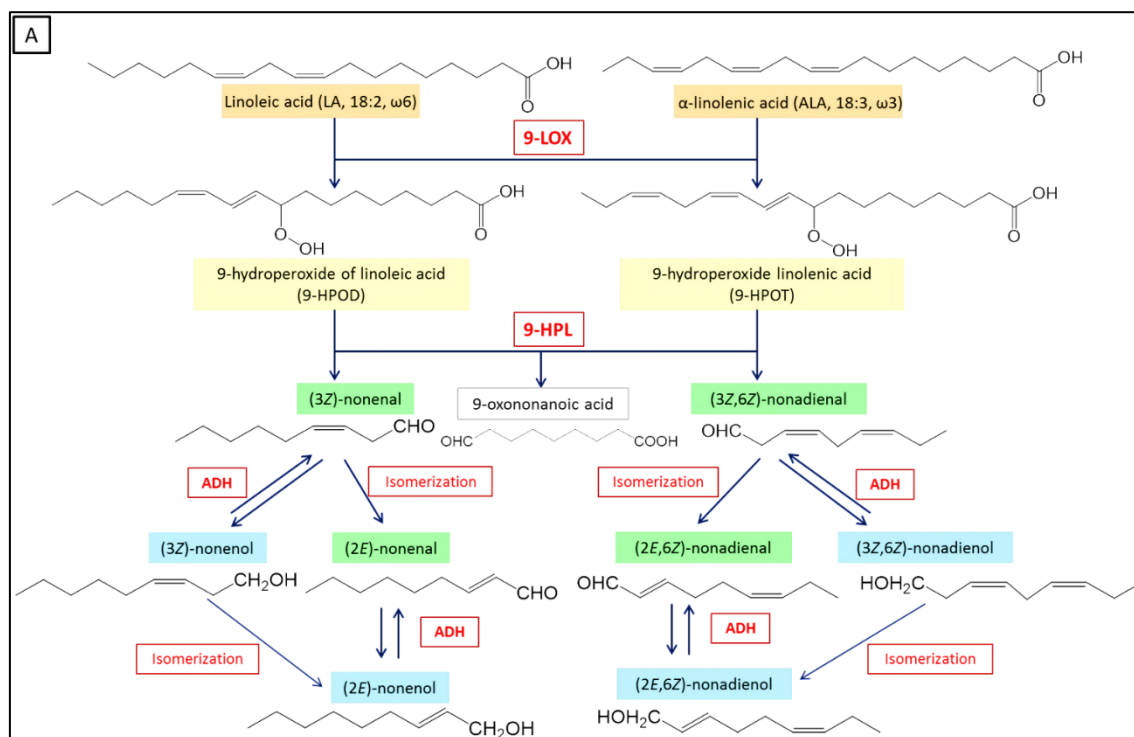 A
OH
O
OH
O
Linoleic acid (LA, 18:2, ω6)
α-linolenic acid (ALA, 18:3, ω3)
9-LOX
OH
O
O
OH
OH
O
O
OH
9-hydroperoxide of linoleic acid
(9-HPOD)
9-hydroperoxide linolenic acid
(9-HPOT)
9-HPL
(3Z)-nonenal
9-oxononanoic acid
(3Z,6Z)-nonadienal
CHO
OHC
COOH
CHO
ADH
Isomerization
Isomerization
ADH
(3Z)-nonenol
(2E)-nonenal
(2E,6Z)-nonadienal
(3Z,6Z)-nonadienol
CH2OH
CHO
CHO
HOH2C
ADH
ADH
Isomerization
Isomerization
(2E)-nonenol
(2E,6Z)-nonadienol
CH2OH
HOH2C